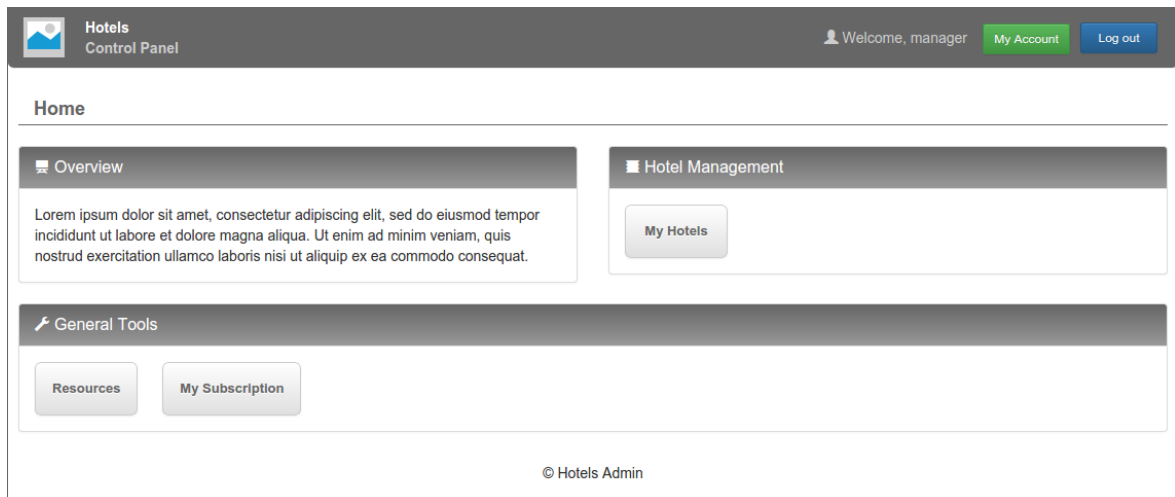 Hotels
Control Panel
Welcome, manager
My Account
Log out
Home
Overview
Lorem ipsum dolor sit amet, consectetur adipiscing elit, sed do eiusmod tempor
incididunt ut labore et dolore magna aliqua. Ut enim ad minim veniam, quis
nostrud exercitation ullamco laboris nisi ut aliquip ex ea commodo consequat.
Hotel Management
My Hotels
General Tools
Resources
My Subscription
© Hotels Admin